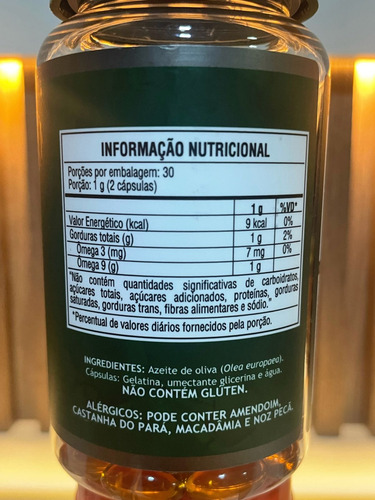 INFORMAÇÃO NUTRICIONAL
Porções por embalagem: 30
Porção: 1 g (2 cápsulas)
1 g %VD*
Valor Energético (kcal) 9 kcal 0%
Gorduras totais (g) 1 g 2%
Omega 3 (mg) 7 mg 0%
Omega 9 (g) 1 g
*Não contém quantidades significativas de carboidratos,
açúcares totais, açúcares adicionados, proteínas, gorduras
saturadas, gorduras trans, fibras alimentares e sódio."
*Percentual de valores diários fornecidos pela porção.
INGREDIENTES: Azeite de oliva (Olea europaea).
Cápsulas: Gelatina, umectante glicerina e água.
NÃO CONTÉM GLÚTEN.
ALÉRGICOS: PODE CONTER AMENDOIM,
CASTANHA DO PARÁ, MACADÂMIA E NOZ PECÃ.